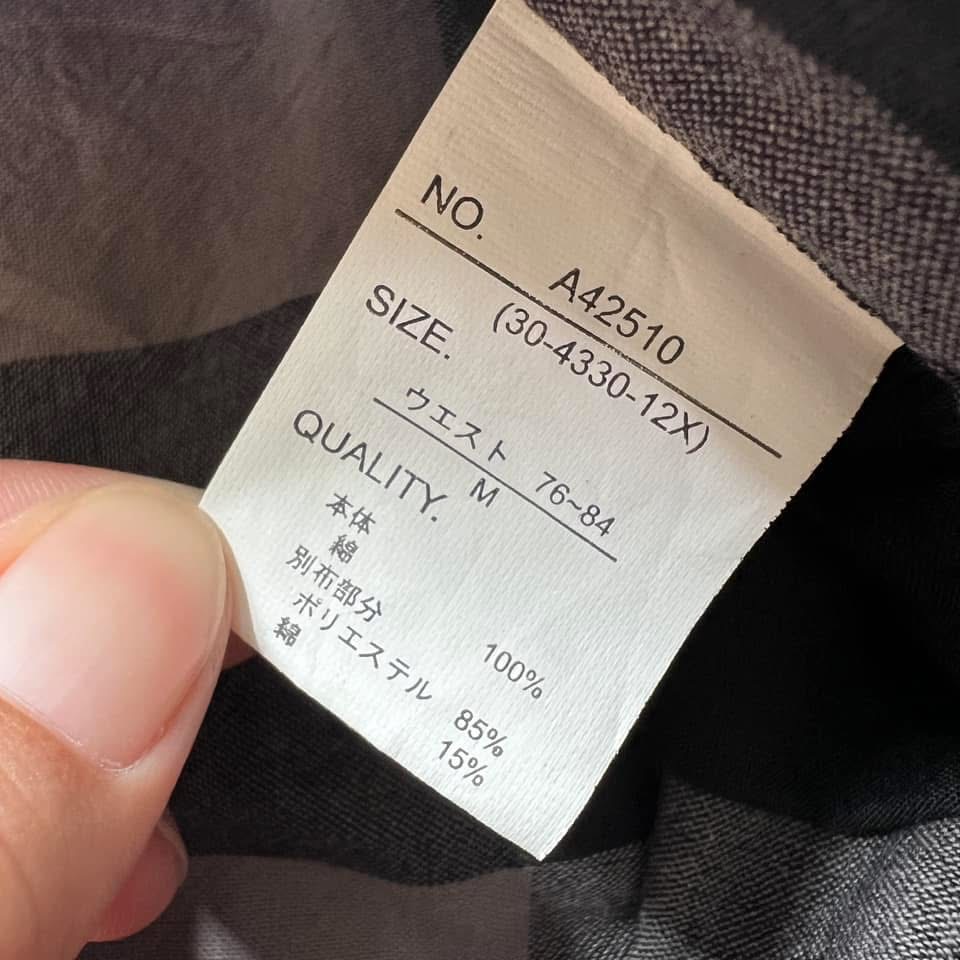 NO.
A42510
(30-4330-12X)
SIZE.
ウエスト 76~84
M
QUALITY.
本体
綿 100%
別布部分
ポリエステル 85%
綿 15%